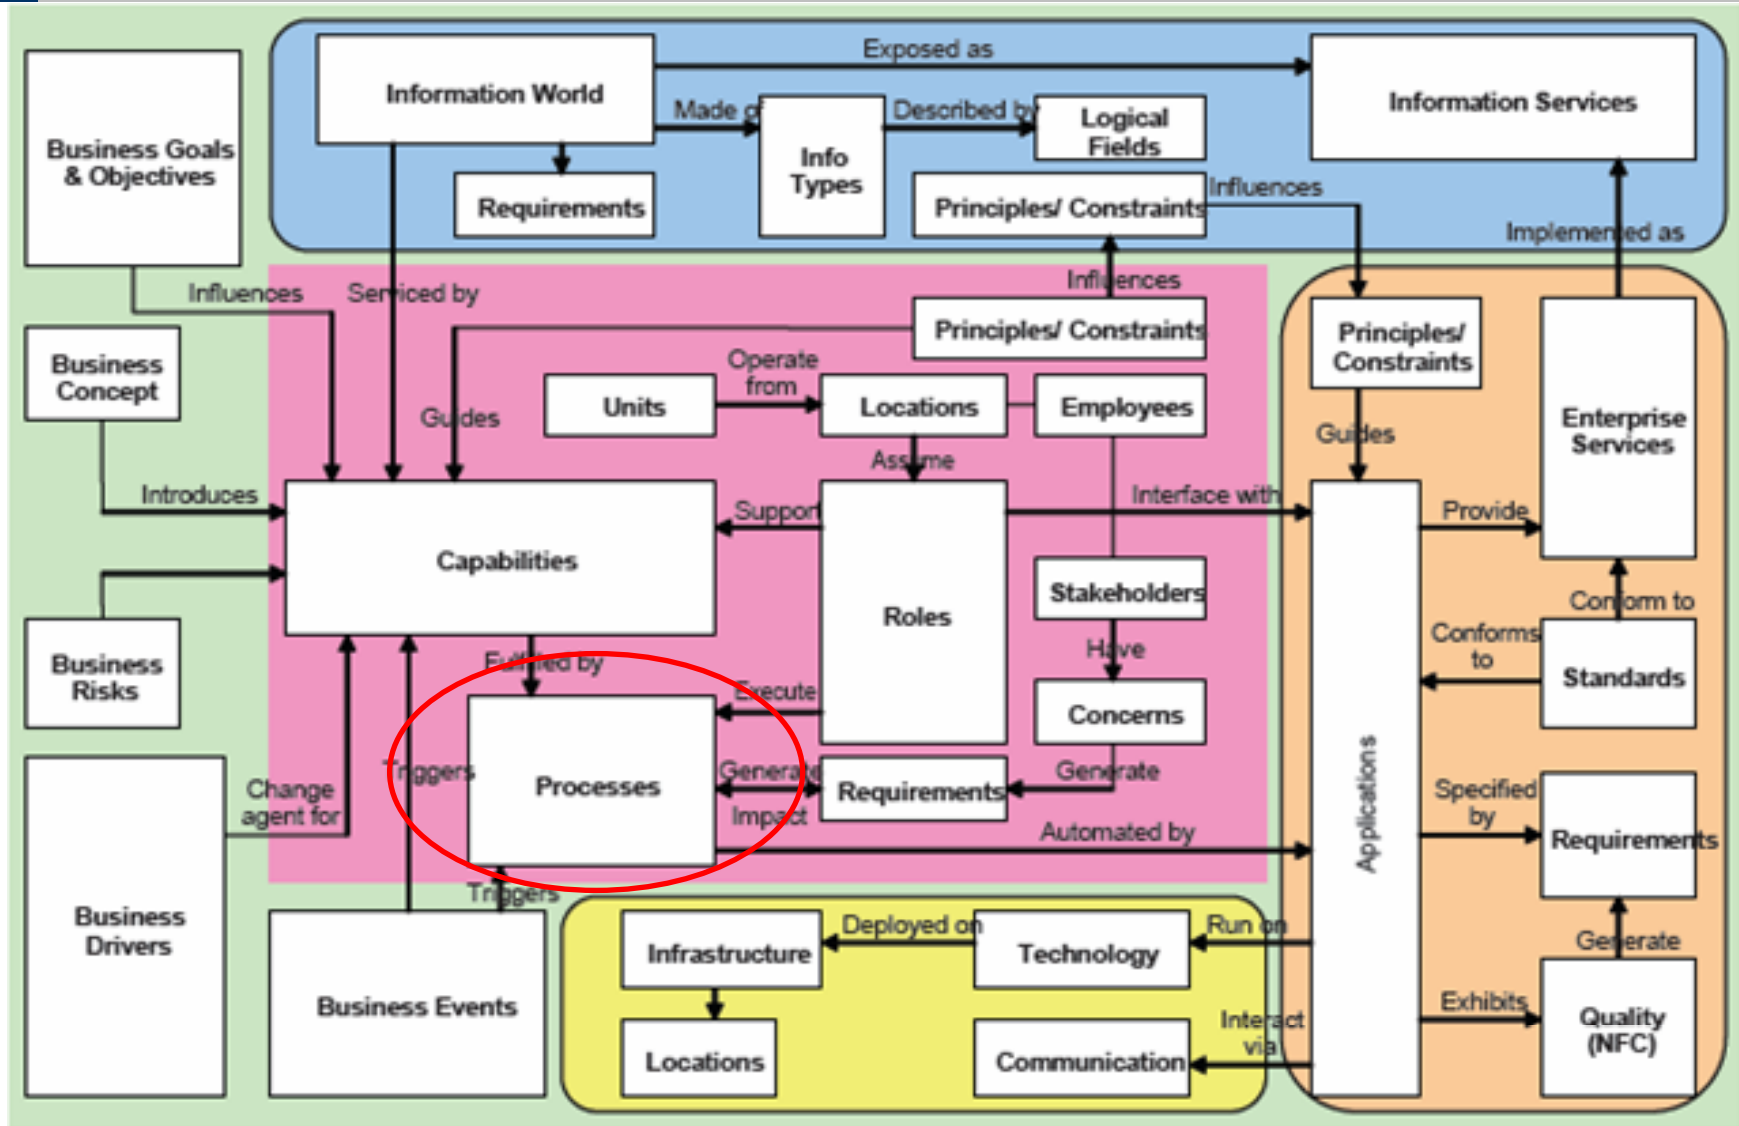 Exposed as
Information World
Information Services
Made of
Described by
Logical
Fields
Business Goals
& Objectives
Info
Types
Requirements
Principles/ Constraints
Influences
Implemented as
Influences
Serviced by
Influences
Principles/ Constraints
Principles/
Constraints
Business
Concept
Operate
from
Units
Locations
Employees
Guides
Guides
Enterprise
Services
Assume
Introduces
Support
Interface with
Provide
Capabilities
Roles
Stakeholders
Conform to
Have
Conforms
to
Business
Risks
Fulfilled by
Standards
Execute
Concerns
Triggers
Processes
Generate
Impact
Requirements
Generate
Change
agent for
Automated by
Applications
Specified
by
Requirements
Triggers
Business
Drivers
Business Events
Infrastructure
Deployed on
Technology
Run on
Generate
Locations
Communication
Interact
via
Exhibits
Quality
(NFC)